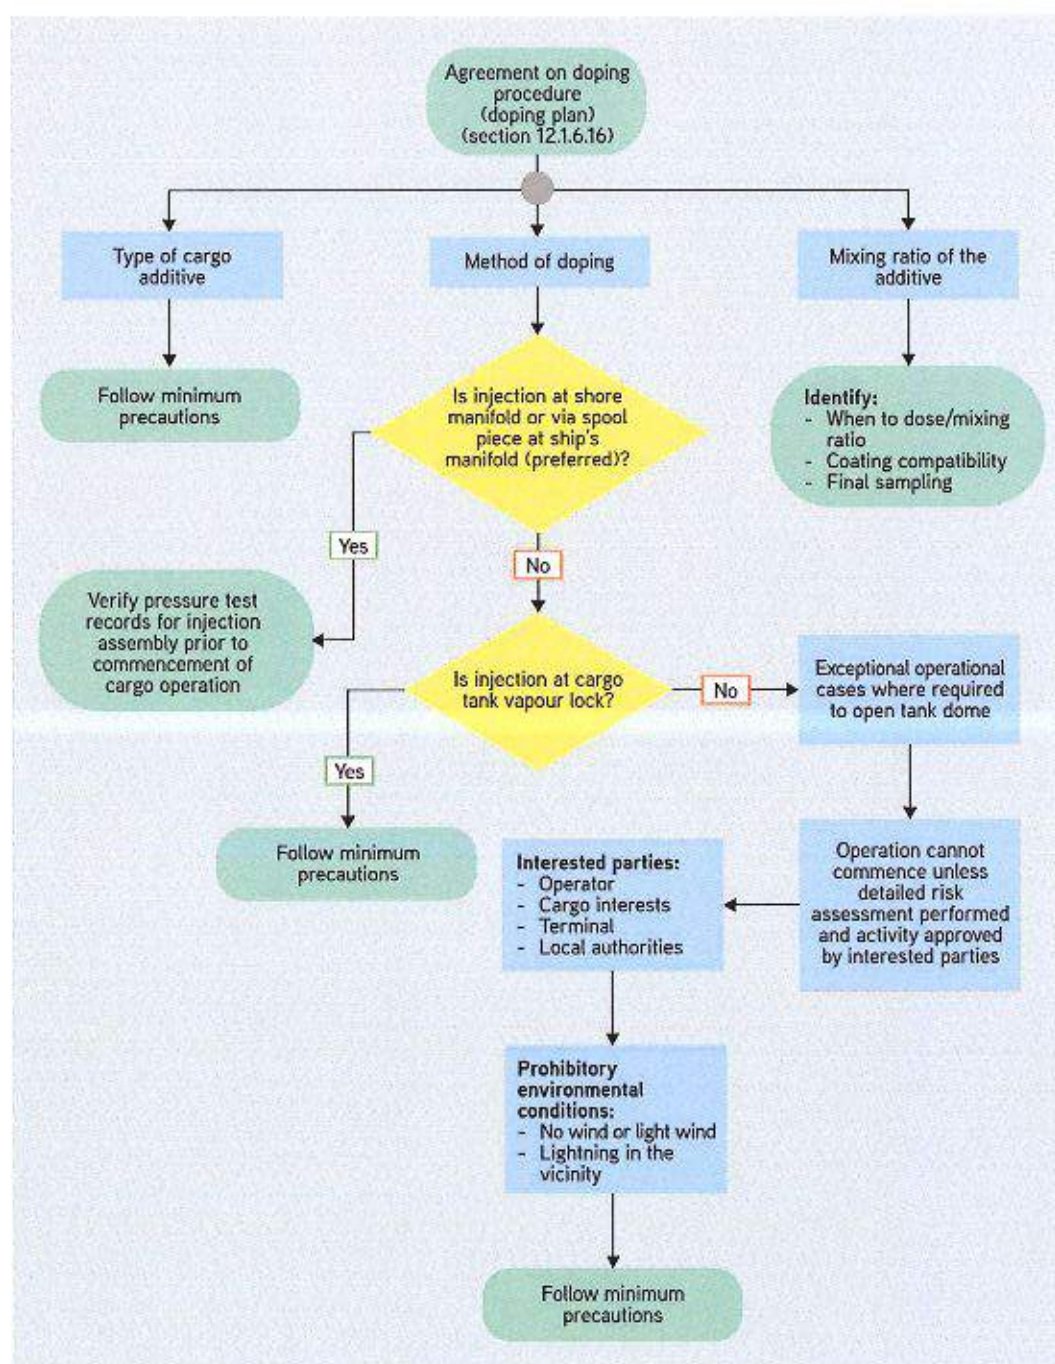 Agreement on doping
procedure
(doping plan)
(section 12.1.6.16)
Type of cargo
additive
Method of doping
Mixing ratio of the
additive
Follow minimum
precautions
Is injection at shore
manifold or via spool
piece at ship's
manifold (preferred)?
Identify:
- When to dose/mixing
ratio
- Coating compatibility
- Final sampling
Yes
No
Verify pressure test
records for injection
assembly prior to
commencement of
cargo operation
Is injection at cargo
tank vapour lock?
No
Exceptional operational
cases where required
to open tank dome
Yes
Follow minimum
precautions
Interested parties:
- Operator
- Cargo interests
- Terminal
- Local authorities
Operation cannot
commence unless
detailed risk
assessment performed
and activity approved
by interested parties
Prohibitory
environmental
conditions:
- No wind or light wind
- Lightning in the
vicinity
Follow minimum
precautions